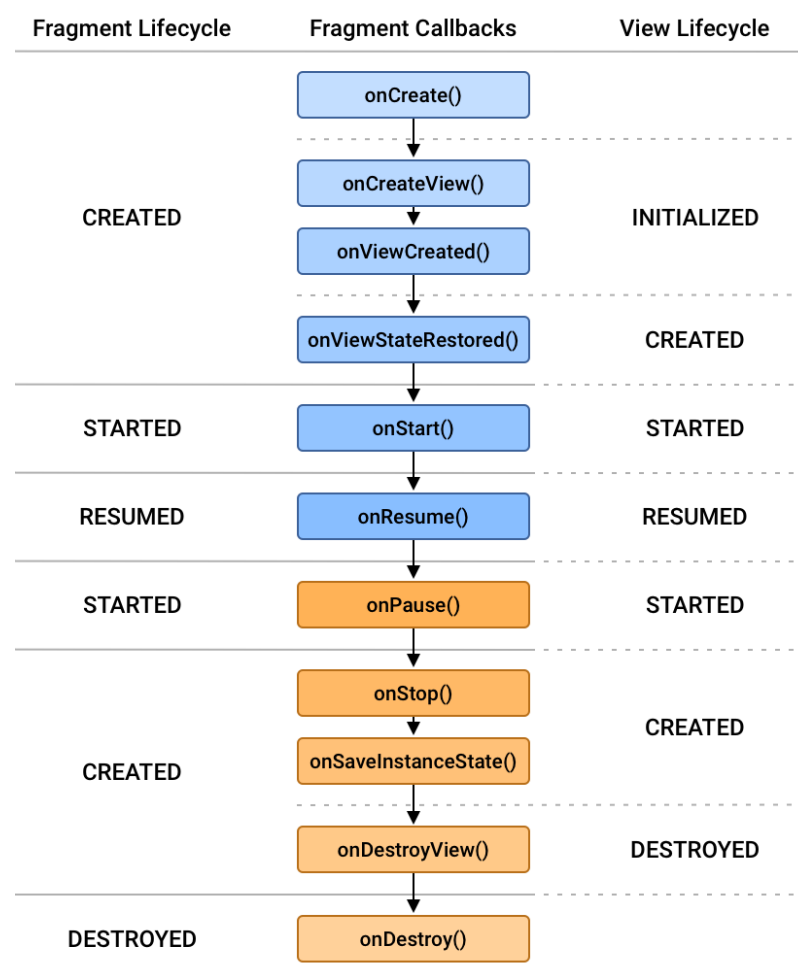 Fragment Lifecycle Fragment Callbacks View Lifecycle
onCreate()
onCreateView()
CREATED INITIALIZED
onViewCreated()
onViewStateRestored() CREATED
STARTED onStart() STARTED
RESUMED onResume() RESUMED
STARTED onPause() STARTED
onStop()
CREATED
onSaveInstanceState()
CREATED
onDestroyView() DESTROYED
DESTROYED onDestroy()